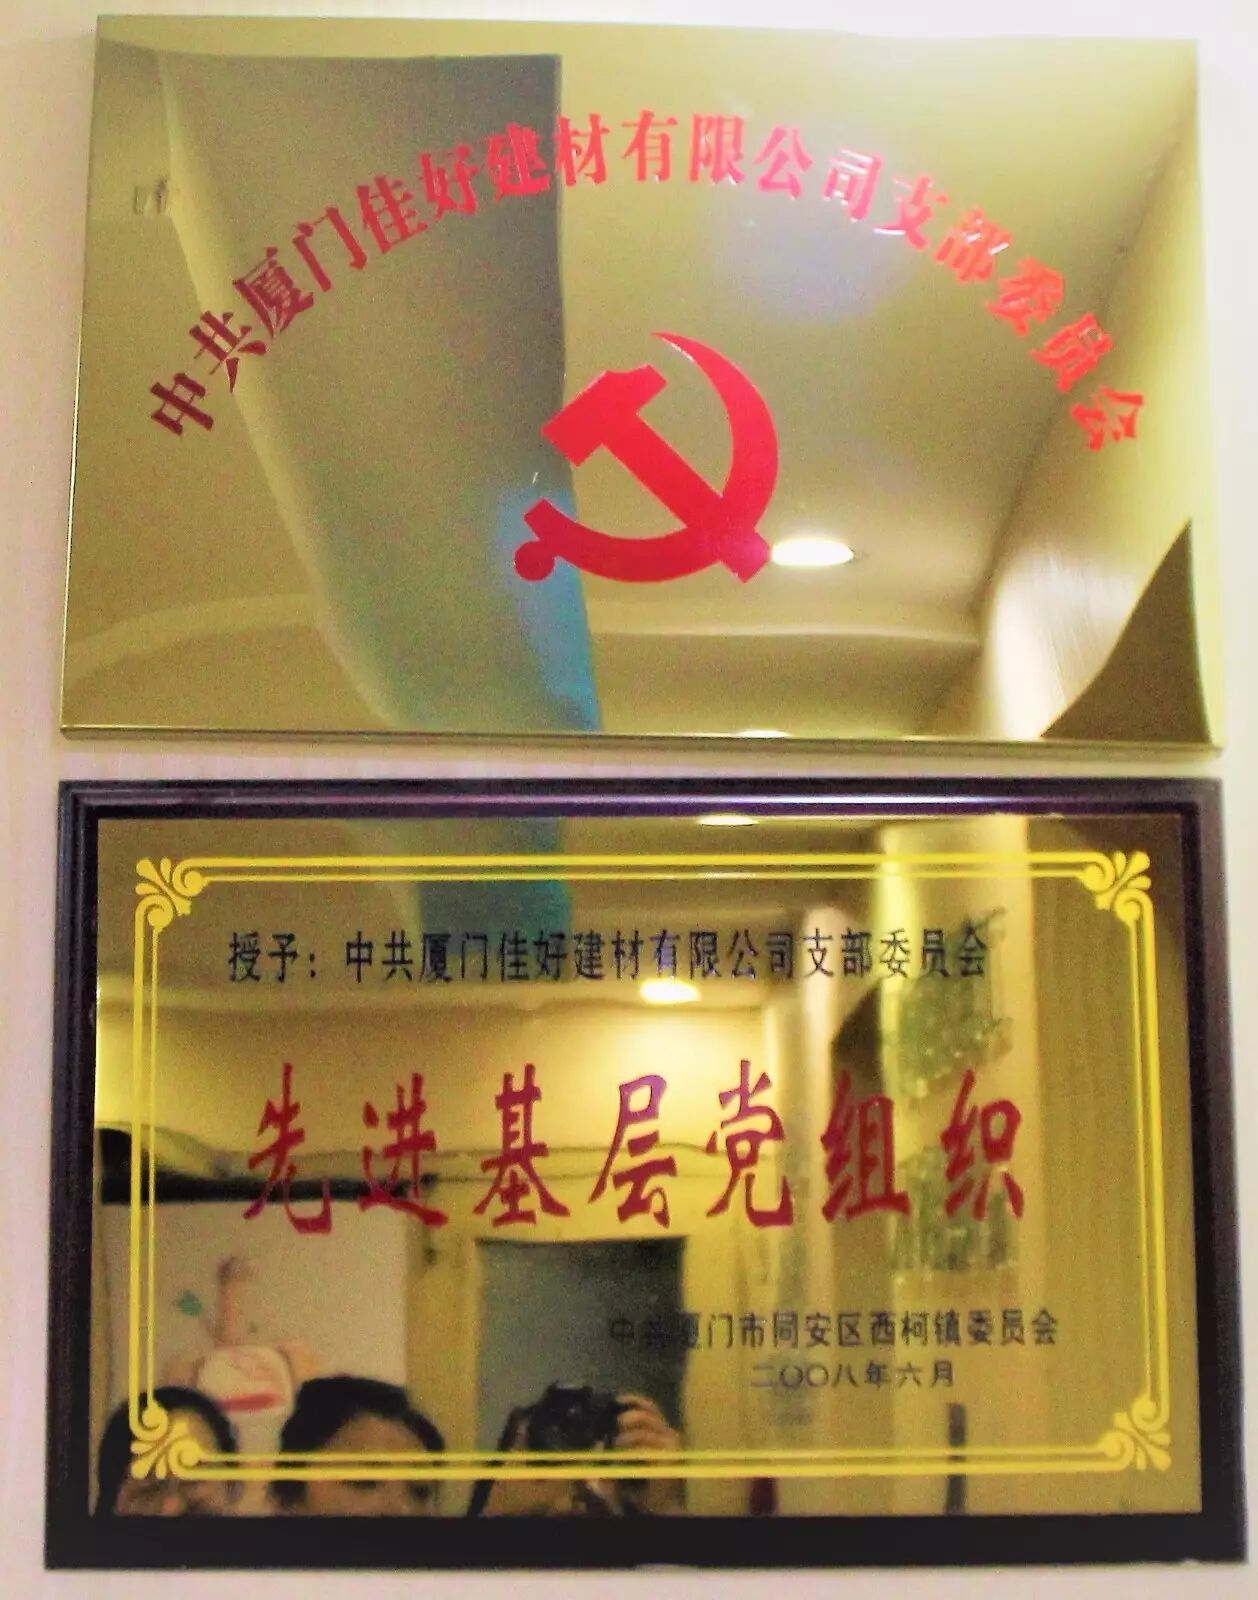 中共厦门佳好建材有限公司支部委员会
授予：中共厦门佳好建材有限公司支部委员会
先进基层党组织
中共厦门市同安区西柯镇委员会
二〇〇八年六月